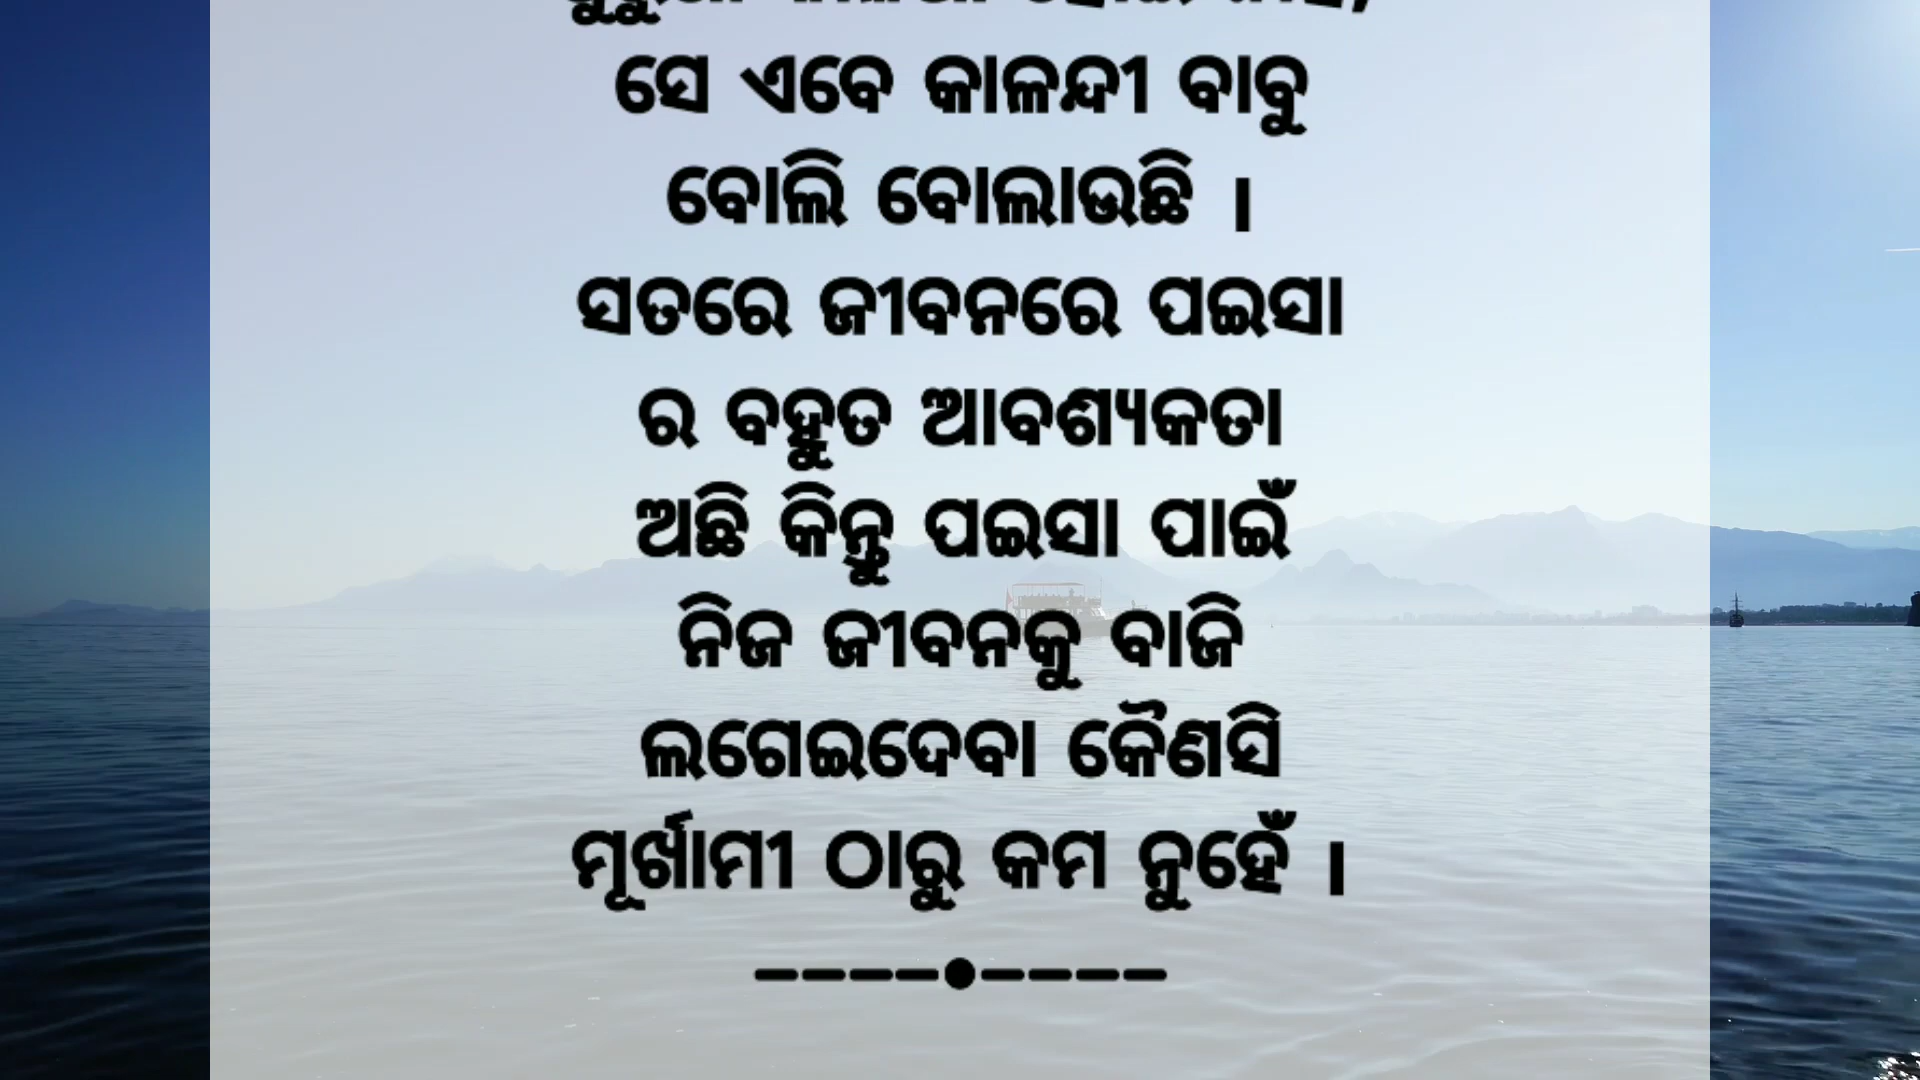 ସେ ଏବେ କାଳନ୍ଦୀ ବାବୁ
ବୋଲି ବୋଲାଉଛି ।
ସତରେ ଜୀବନରେ ପଇସା
ର ବହୁତ ଆବଶ୍ୟକତା
ଅଛି କିନ୍ତୁ ପଇସା ପାଇଁ
ନିଜ ଜୀବନକୁ ବାଜି
ଲଗେଇଦେବା କୈଣସି
ମୂର୍ଖାମୀ ଠାରୁ କମ ନୁହେଁ ।
----●----